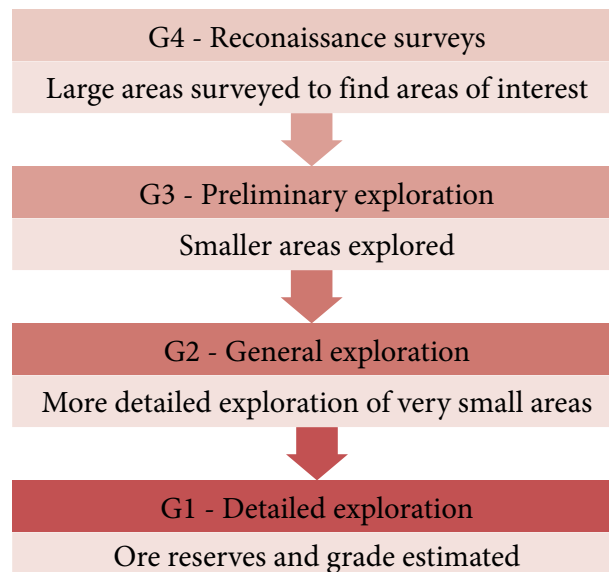 G4 - Reconaissance surveys
Large areas surveyed to find areas of interest
G3 - Preliminary exploration
Smaller areas explored
G2 - General exploration
More detailed exploration of very small areas
G1 - Detailed exploration
Ore reserves and grade estimated